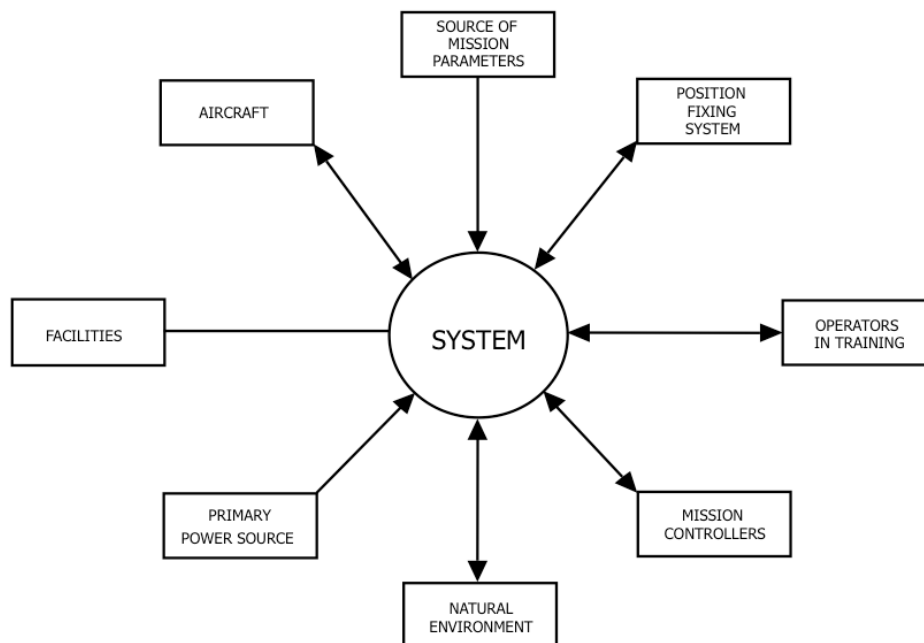 SOURCE OF
MISSION
PARAMETERS
AIRCRAFT
POSITION
FIXING
SYSTEM
FACILITIES
SYSTEM
OPERATORS
IN TRAINING
PRIMARY
POWER SOURCE
MISSION
CONTROLLERS
NATURAL
ENVIRONMENT